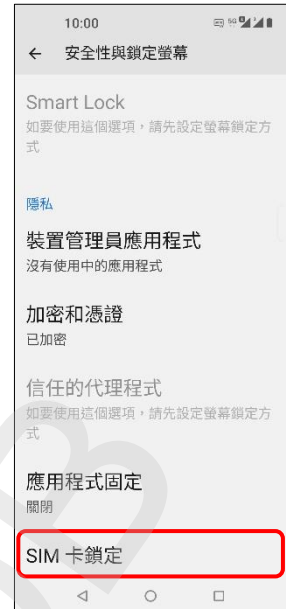 10:00
5G
安全性與鎖定螢幕
Smart Lock
如要使用這個選項，請先設定螢幕鎖定方
式
隱私
裝置管理員應用程式
沒有使用中的應用程式
加密和憑證
已加密
信任的代理程式
如要使用這個選項，請先設定螢幕鎖定方
式
應用程式固定
關閉
SIM 卡鎖定